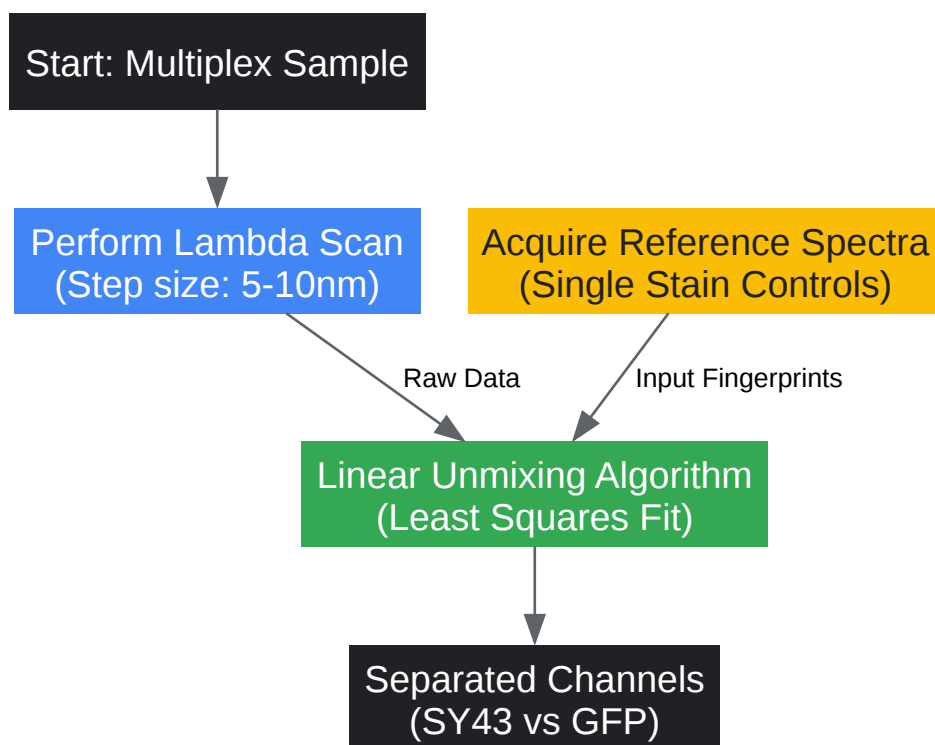 Start: Multiplex Sample
Perform Lambda Scan
(Step size: 5-10nm)
Acquire Reference Spectra
(Single Stain Controls)
Raw Data
Input Fingerprints
Linear Unmixing Algorithm
(Least Squares Fit)
Separated Channels
(SY43 vs GFP)